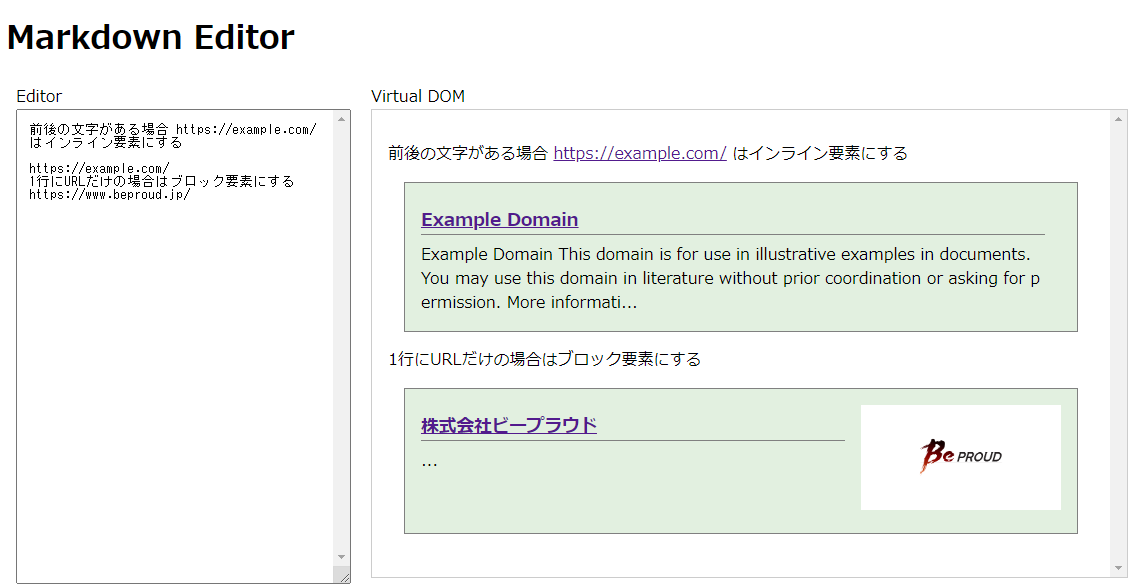 Markdown Editor
Editor
前後の文字がある場合 https://example.com/
はインライン要素にする
https://example.com/
1行にURLだけの場合はブロック要素にする
https://www.beproud.jp/
Virtual DOM
前後の文字がある場合 https://example.com/ はインライン要素にする
Example Domain
Example Domain This domain is for use in illustrative examples in documents.
You may use this domain in literature without prior coordination or asking for p
ermission. More informati...
1行にURLだけの場合はブロック要素にする
株式会社ビープラウド
...
Be PROUD